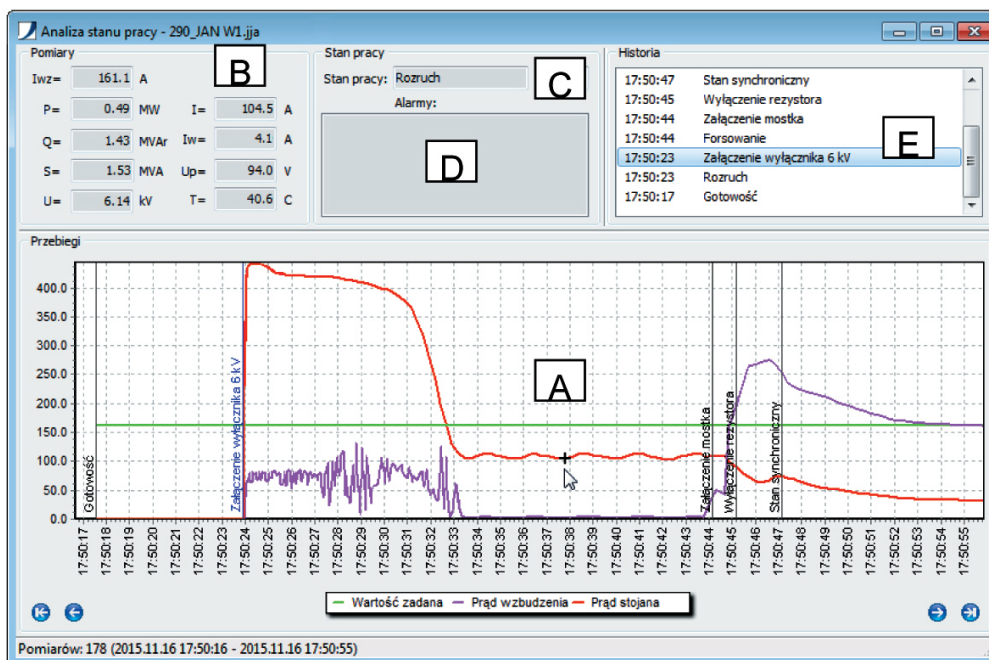 Analiza stanu pracy - 290_JAN W1.jja
Pomiary
Iwz= 161.1 A
P= 0.49 MW I= 104.5 A
Q= 1.43 MVAr Iw= 4.1 A
S= 1.53 MVA Up= 94.0 V
U= 6.14 kV T= 40.6 C
B
Stan pracy
Stan pracy: Rozruch
C
Alarmy:
D
Historia
17:50:47 Stan synchroniczny
17:50:45 Wyłączenie rezystora
17:50:44 Załączenie mostka
17:50:44 Forsowanie
17:50:23 Załączenie wyłącznika 6 kV
17:50:23 Rozruch
17:50:17 Gotowość
E
Przebiegi
400.0
350.0
300.0
250.0
200.0
150.0
100.0
50.0
0.0
Gotowość
Załączenie wyłącznika 6 kV
A
Załączenie mostka
Wyłączenie rezystora
Stan synchroniczny
17:50:17
17:50:18
17:50:19
17:50:20
17:50:21
17:50:22
17:50:23
17:50:24
17:50:25
17:50:26
17:50:27
17:50:28
17:50:29
17:50:30
17:50:31
17:50:32
17:50:33
17:50:34
17:50:35
17:50:36
17:50:37
17:50:38
17:50:39
17:50:40
17:50:41
17:50:42
17:50:43
17:50:44
17:50:45
17:50:46
17:50:47
17:50:48
17:50:49
17:50:50
17:50:51
17:50:52
17:50:53
17:50:54
17:50:55
Wartość zadana Prąd wzbudzenia Prąd stojana
Pomiarów: 178 (2015.11.16 17:50:16 - 2015.11.16 17:50:55)